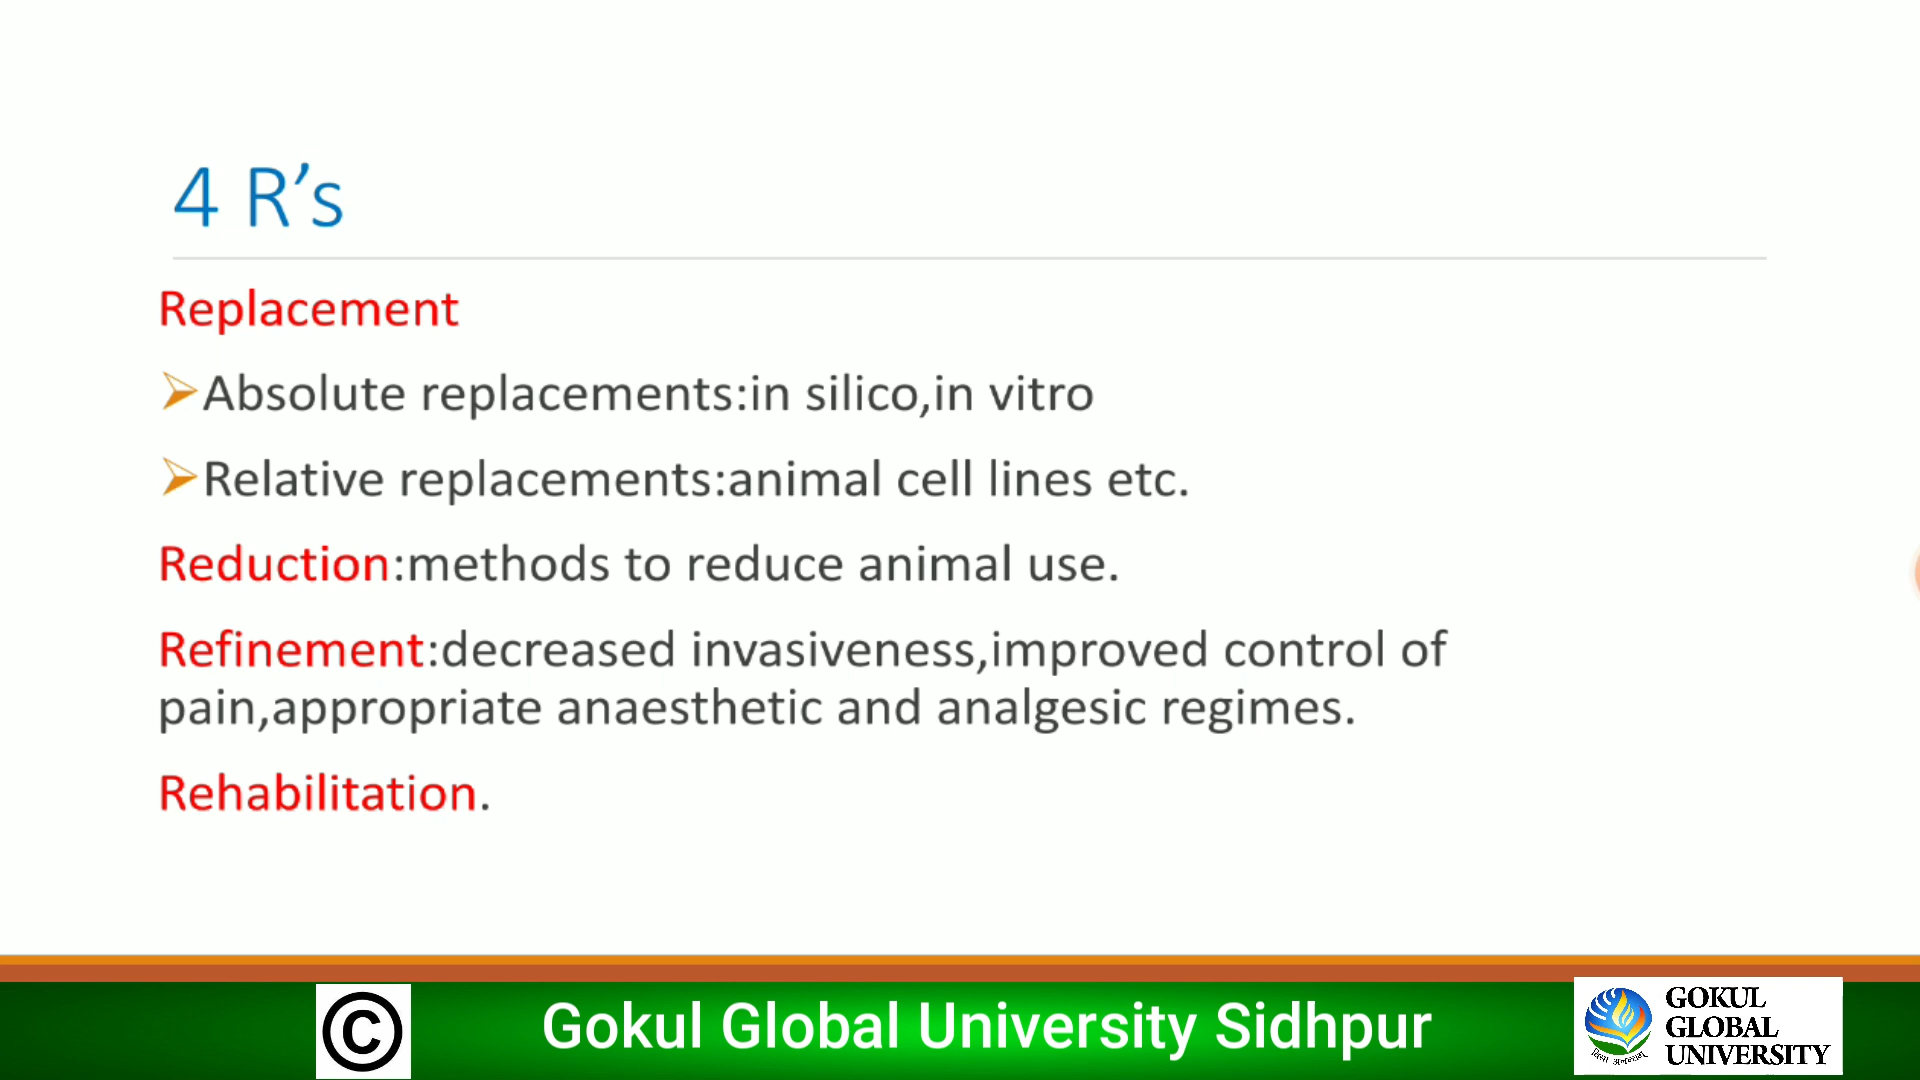 4 R’s
Replacement
➢Absolute replacements:in silico,in vitro
➢Relative replacements:animal cell lines etc.
Reduction:methods to reduce animal use.
Refinement:decreased invasiveness,improved control of
pain,appropriate anaesthetic and analgesic regimes.
Rehabilitation.
©
Gokul Global University Sidhpur
GOKUL
GLOBAL
UNIVERSITY